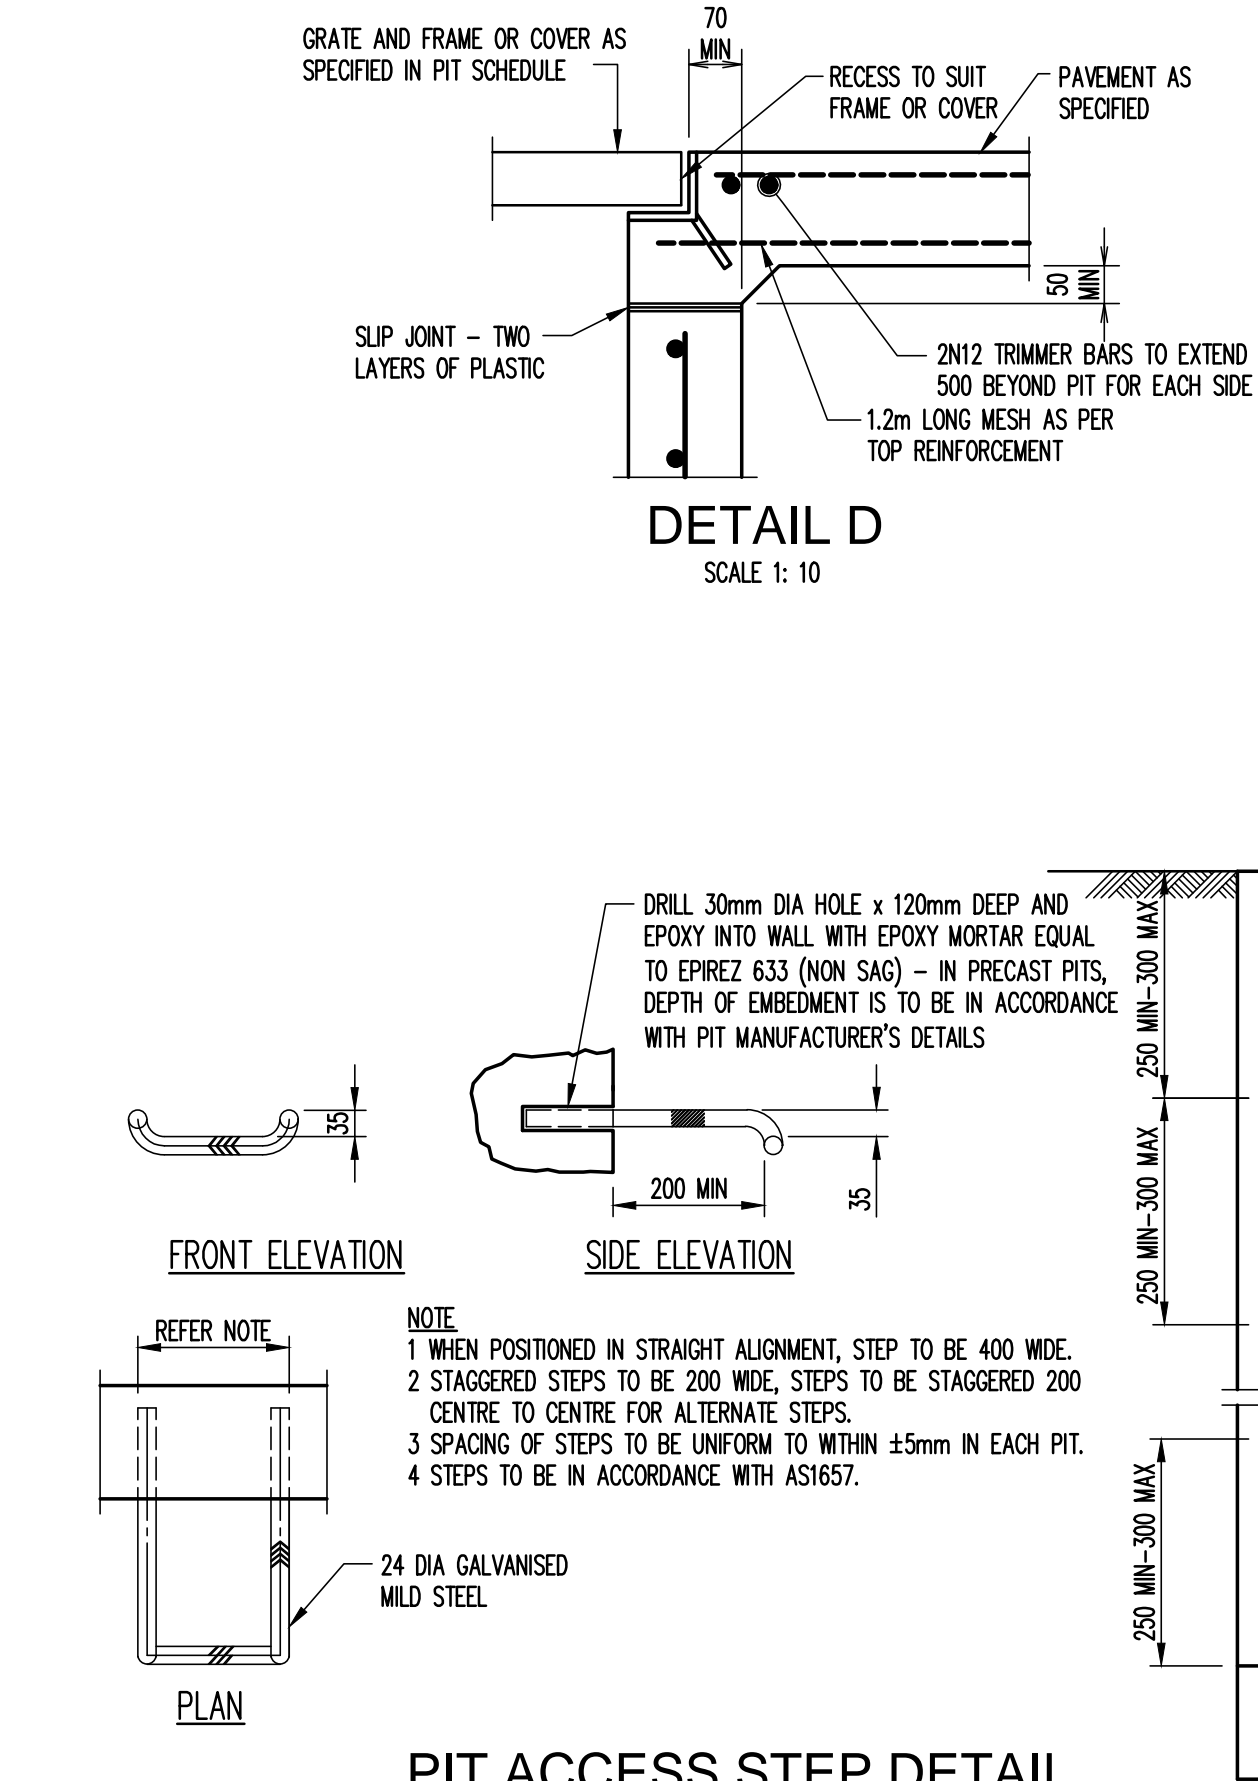 70
MIN
GRATE AND FRAME OR COVER AS
SPECIFIED IN PIT SCHEDULE
RECESS TO SUIT
FRAME OR COVER
PAVEMENT AS
SPECIFIED
50
MIN
SLIP JOINT – TWO
LAYERS OF PLASTIC
2N12 TRIMMER BARS TO EXTEND
500 BEYOND PIT FOR EACH SIDE
1.2m LONG MESH AS PER
TOP REINFORCEMENT
DETAIL D
SCALE 1: 10
DRILL 30mm DIA HOLE x 120mm DEEP AND
EPOXY INTO WALL WITH EPOXY MORTAR EQUAL
TO EPIREZ 633 (NON SAG) – IN PRECAST PITS,
DEPTH OF EMBEDMENT IS TO BE IN ACCORDANCE
WITH PIT MANUFACTURER'S DETAILS
250 MIN–300 MAX
250 MIN–300 MAX
250 MIN–300 MAX
35
200 MIN
35
FRONT ELEVATION
SIDE ELEVATION
REFER NOTE
NOTE
1 WHEN POSITIONED IN STRAIGHT ALIGNMENT, STEP TO BE 400 WIDE.
2 STAGGERED STEPS TO BE 200 WIDE, STEPS TO BE STAGGERED 200
CENTRE TO CENTRE FOR ALTERNATE STEPS.
3 SPACING OF STEPS TO BE UNIFORM TO WITHIN ±5mm IN EACH PIT.
4 STEPS TO BE IN ACCORDANCE WITH AS1657.
24 DIA GALVANISED
MILD STEEL
PLAN
PIT ACCESS STEP DETAIL